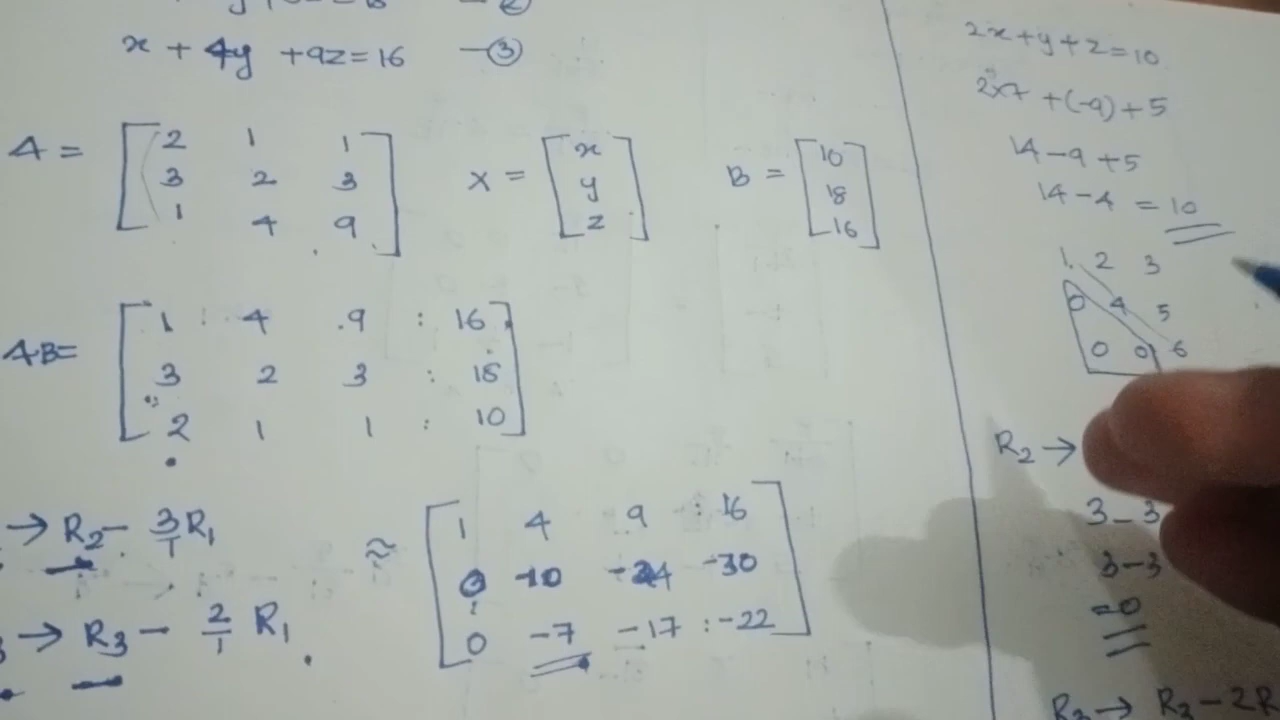 x + 4y + 9z = 16 —③
A = [ 2 1 1
3 2 3
1 4 9 ]
X = [ x
y
z ]
B = [ 10
18
16 ]
AB = [ 1 : 4 .9 : 16
3 2 3 : 18
2 1 1 : 10 ]
→ R2 - 3/1 R1
→ R3 - 2/1 R1
≈ [ 1 4 9 : 16
0 -10 -24 -30
0 -7 -17 : -22 ]
2x+y+z=10
2x7 +(-9)+5
14-9+5
14-4 = 10
1 2 3
0 4 5
0 0 6
R2 →
3-3
3-3
=0
R3 → R3 - 2R